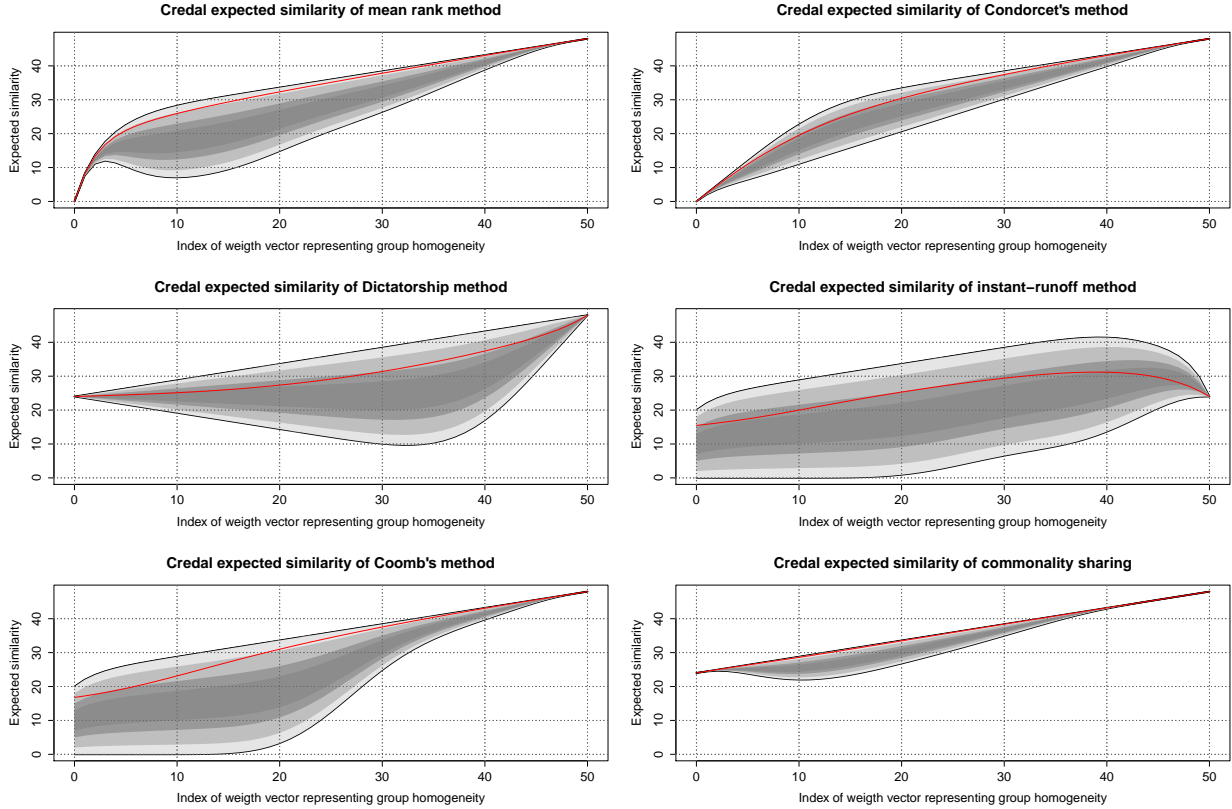 Credal expected similarity of mean rank method
Expected similarity
40
30
20
10
0
0 10 20 30 40 50
Index of weigth vector representing group homogeneity
Credal expected similarity of Condorcet's method
Expected similarity
40
30
20
10
0
0 10 20 30 40 50
Index of weigth vector representing group homogeneity
Credal expected similarity of Dictatorship method
Expected similarity
40
30
20
10
0
0 10 20 30 40 50
Index of weigth vector representing group homogeneity
Credal expected similarity of instant−runoff method
Expected similarity
40
30
20
10
0
0 10 20 30 40 50
Index of weigth vector representing group homogeneity
Credal expected similarity of Coomb's method
Expected similarity
40
30
20
10
0
0 10 20 30 40 50
Index of weigth vector representing group homogeneity
Credal expected similarity of commonality sharing
Expected similarity
40
30
20
10
0
0 10 20 30 40 50
Index of weigth vector representing group homogeneity